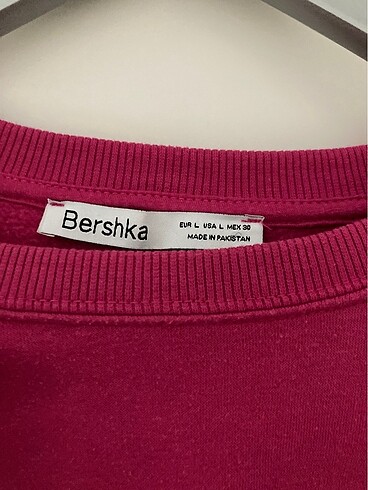 Bershka
EUR L USA L MEX 30
MADE IN PAKISTAN